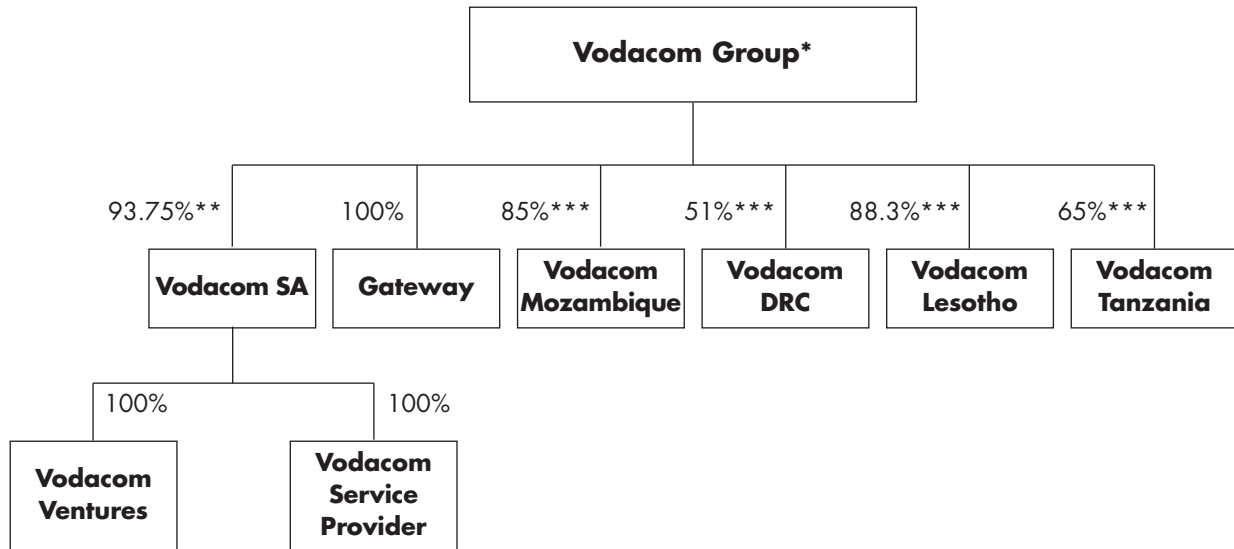 Vodacom Group*
93.75%**
100%
85%***
51%***
88.3%***
65%***
Vodacom SA
Gateway
Vodacom
Mozambique
Vodacom
DRC
Vodacom
Lesotho
Vodacom
Tanzania
100%
100%
Vodacom
Ventures
Vodacom
Service
Provider